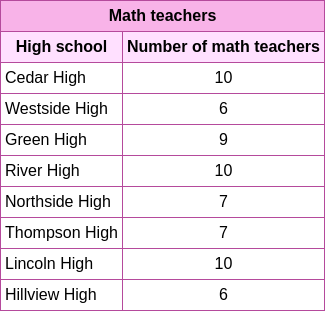 Math teachers
High school Number of math teachers
Cedar High 10
Westside High 6
Green High 9
River High 10
Northside High 7
Thompson High 7
Lincoln High 10
Hillview High 6